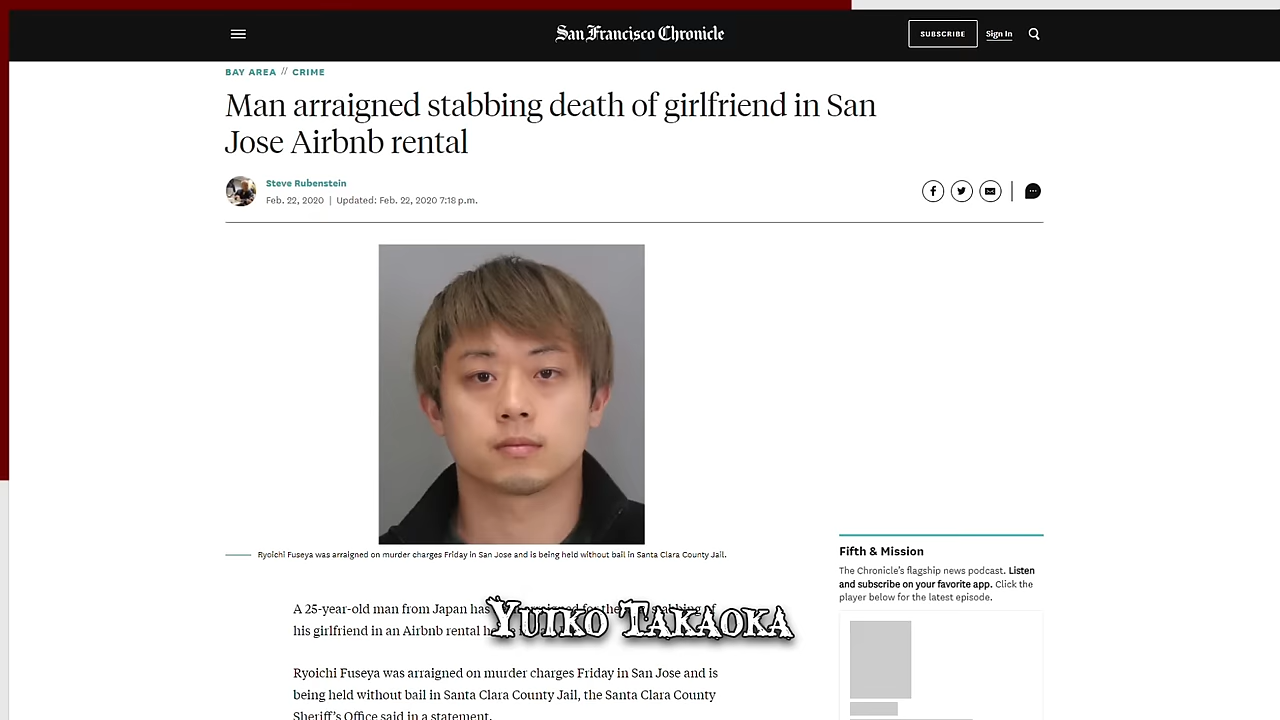 San Francisco Chronicle
SUBSCRIBE
Sign In
BAY AREA // CRIME
Man arraigned stabbing death of girlfriend in San
Jose Airbnb rental
Steve Rubenstein
Feb. 22, 2020 | Updated: Feb. 22, 2020 7:18 p.m.
Ryoichi Fuseya was arraigned on murder charges Friday in San Jose and is being held without bail in Santa Clara County Jail.
A 25-year-old man from Japan has
his girlfriend in an Airbnb rental
Yuiko Takaoka
Ryoichi Fuseya was arraigned on murder charges Friday in San Jose and is
being held without bail in Santa Clara County Jail, the Santa Clara County
Sheriff's Office said in a statement.
Fifth & Mission
The Chronicle's flagship news podcast. Listen
and subscribe on your favorite app. Click the
player below for the latest episode.